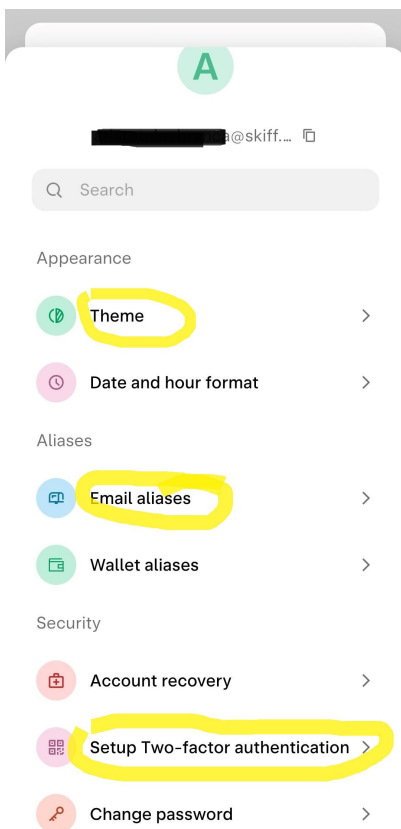 A
@skiff....
Search
Appearance
Theme
Date and hour format
Aliases
Email aliases
Wallet aliases
Security
Account recovery
Setup Two-factor authentication
Change password